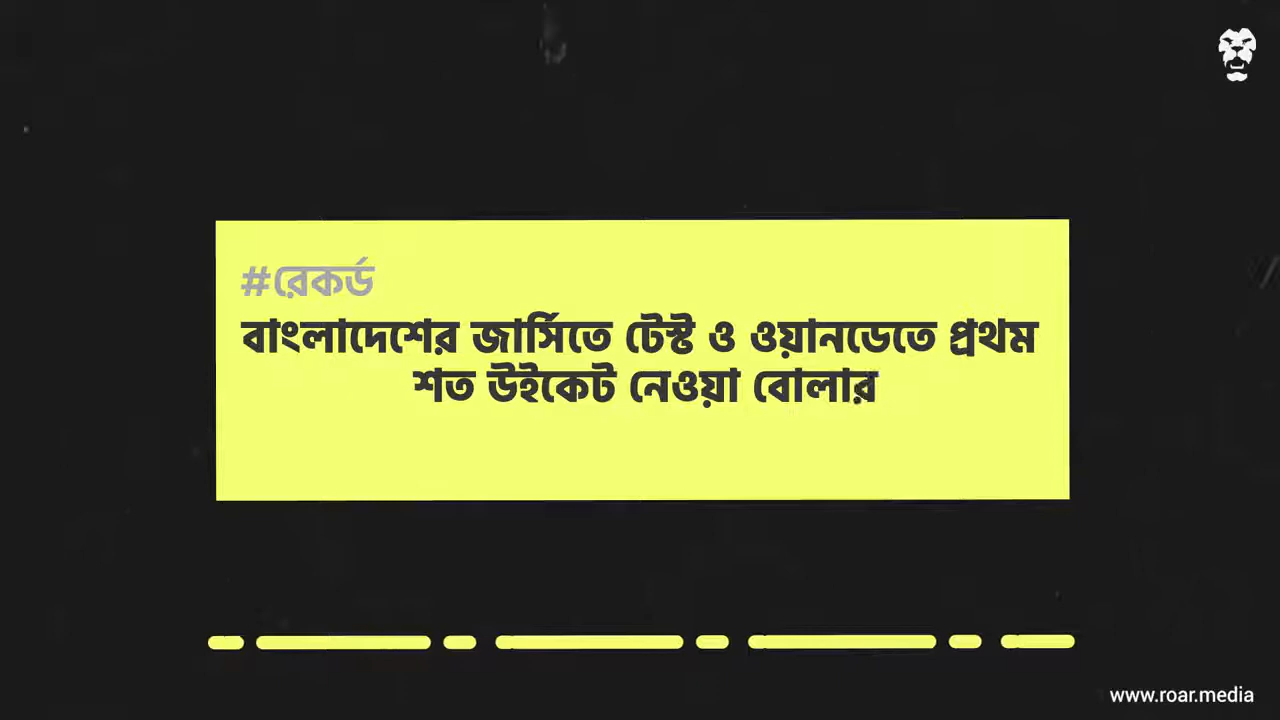 #রেকর্ড
বাংলাদেশের জার্সিতে টেস্ট ও ওয়ানডেতে প্রথম
শত উইকেট নেওয়া বোলার
www.roar.media